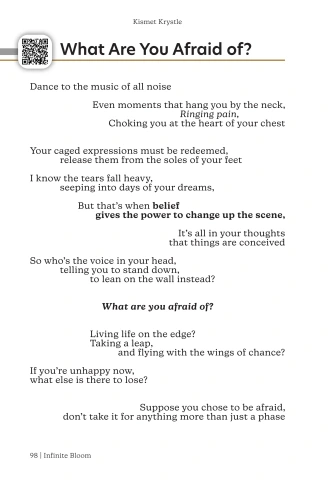 Kismet Krystle
What Are You Afraid of?
Dance to the music of all noise
Even moments that hang you by the neck,
Ringing pain,
Choking you at the heart of your chest
Your caged expressions must be redeemed,
release them from the soles of your feet
I know the tears fall heavy,
seeping into days of your dreams,
But that's when belief
gives the power to change up the scene,
It's all in your thoughts
that things are conceived
So who's the voice in your head,
telling you to stand down,
to lean on the wall instead?
What are you afraid of?
Living life on the edge?
Taking a leap,
and flying with the wings of chance?
If you're unhappy now,
what else is there to lose?
Suppose you chose to be afraid,
don't take it for anything more than just a phase
98 | Infinite Bloom